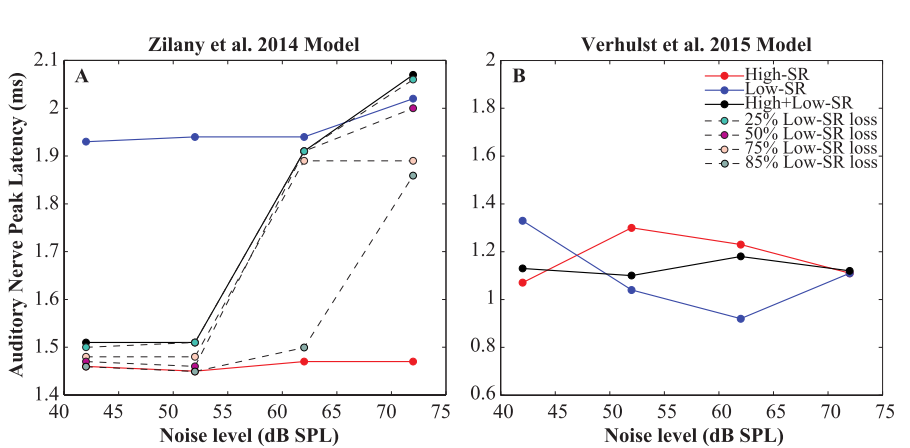 Zilany et al. 2014 Model
Verhulst et al. 2015 Model
Auditory Nerve Peak Latency (ms)
A
2.1
2
1.9
1.8
1.7
1.6
1.5
1.4
40 45 50 55 60 65 70 75
Noise level (dB SPL)
B
2
1.8
1.6
1.4
1.2
1
0.8
0.6
40 45 50 55 60 65 70 75
Noise level (dB SPL)
High-SR
Low-SR
High+Low-SR
25% Low-SR loss
50% Low-SR loss
75% Low-SR loss
85% Low-SR loss